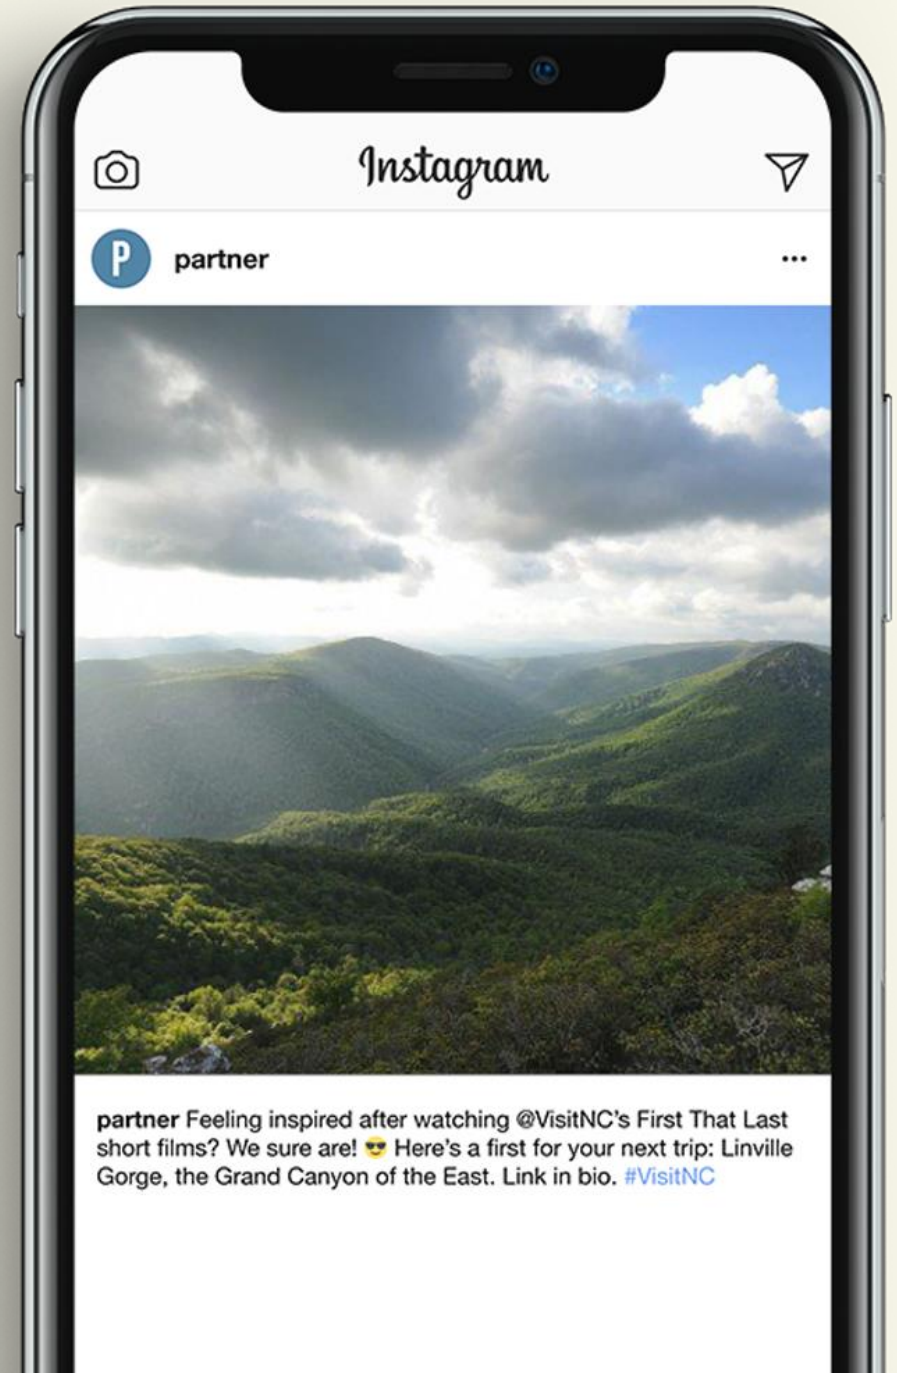 Instagram
P
partner
partner Feeling inspired after watching @VisitNC's First That Last
short films? We sure are! 😎 Here's a first for your next trip: Linville
Gorge, the Grand Canyon of the East. Link in bio. #VisitNC